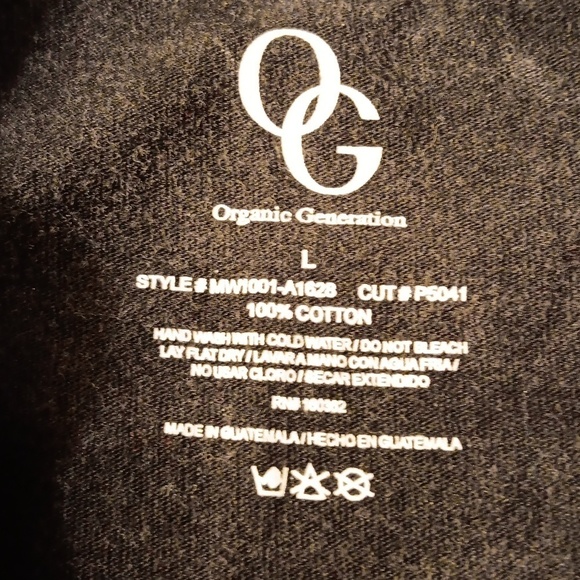 OG
Organic Generation
L
STYLE # MW1001-A1628 CUT # P5041
100% COTTON
HAND WASH WITH COLD WATER / DO NOT BLEACH
LAY FLAT DRY / LAVAR A MANO CON AGUA FRIA /
NO USAR CLORO / SECAR EXTENDIDO
RN#
MADE IN GUATEMALA / HECHO EN GUATEMALA